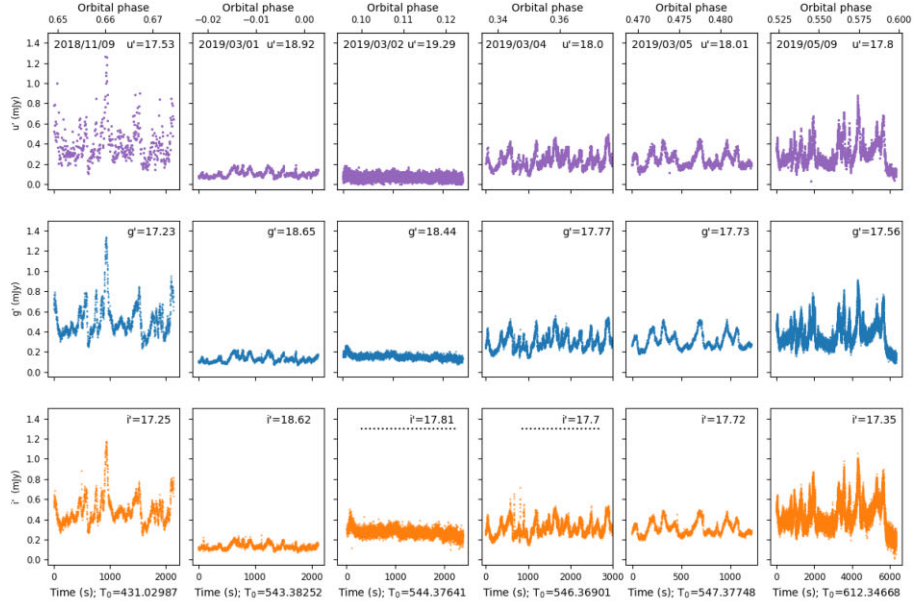 Orbital phase Orbital phase Orbital phase Orbital phase Orbital phase Orbital phase
0.65 0.66 0.67 −0.02 −0.01 0.00 0.10 0.11 0.12 0.34 0.36 0.470 0.475 0.480 0.525 0.550 0.575 0.600
1.4 2018/11/09 u'=17.53 2019/03/01 u'=18.92 2019/03/02 u'=19.29 2019/03/04 u'=18.0 2019/03/05 u'=18.01 2019/05/09 u'=17.8
1.2
1.0
0.8
u' (mJy)
0.6
0.4
0.2
0.0
1.4 g'=17.23 g'=18.65 g'=18.44 g'=17.77 g'=17.73 g'=17.56
1.2
1.0
0.8
g' (mJy)
0.6
0.4
0.2
0.0
1.4 i'=17.25 i'=18.62 i'=17.81 i'=17.7 i'=17.72 i'=17.35
1.2
1.0
0.8
i' (mJy)
0.6
0.4
0.2
0.0
0 1000 2000 0 1000 2000 0 1000 2000 0 1000 2000 3000 0 500 1000 0 2000 4000 6000
Time (s); T₀=431.02987 Time (s); T₀=543.38252 Time (s); T₀=544.37641 Time (s); T₀=546.36901 Time (s); T₀=547.37748 Time (s); T₀=612.34668